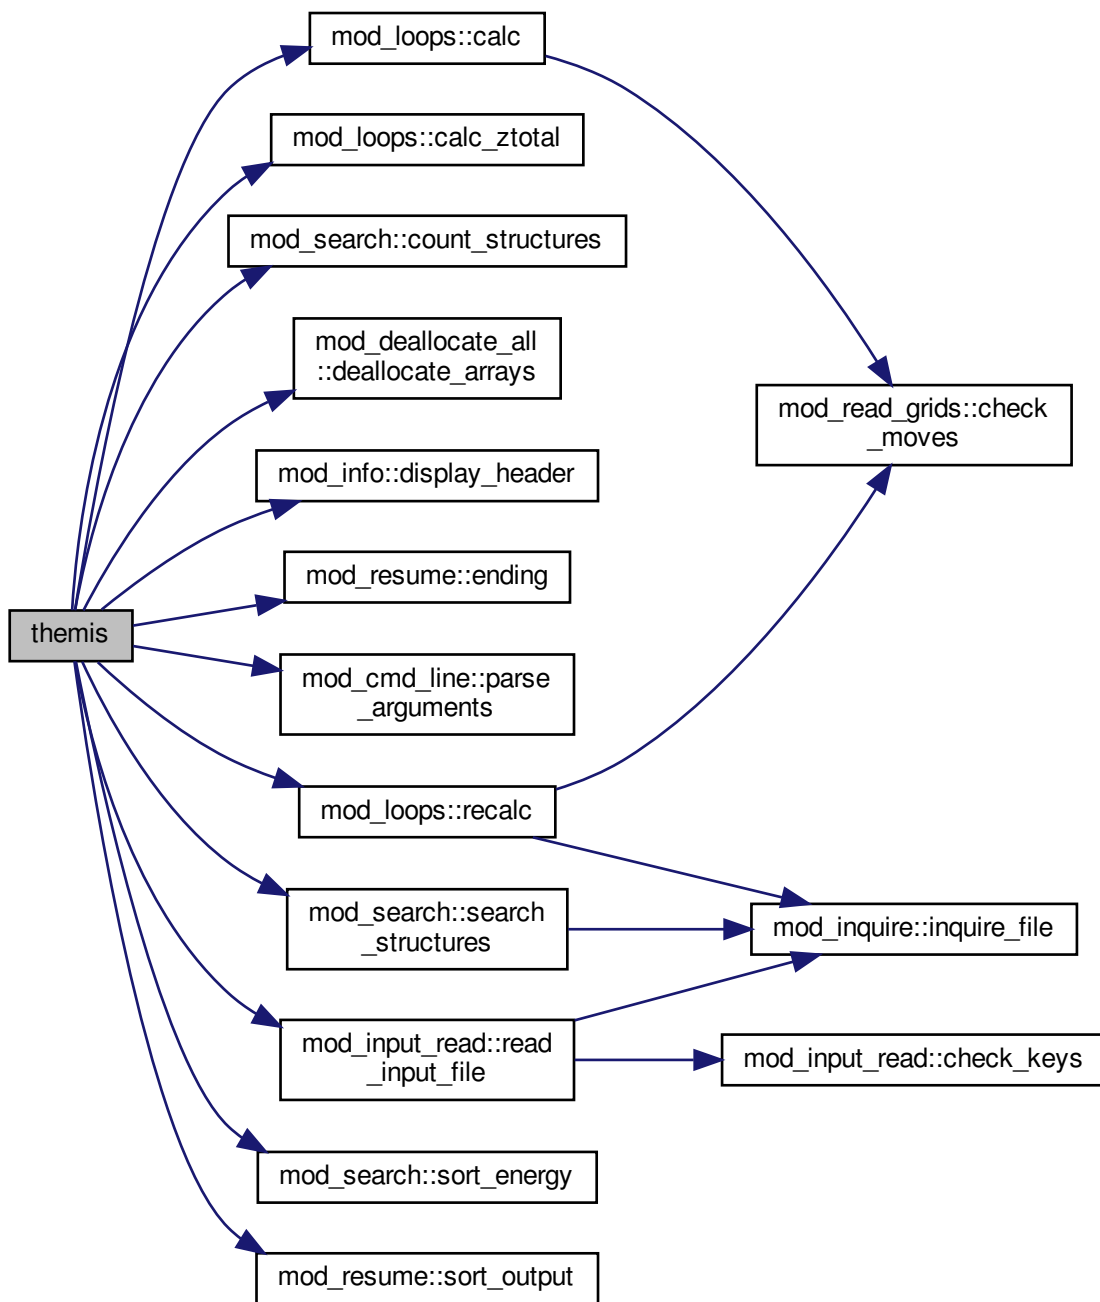 mod_loops::calc
mod_loops::calc_ztotal
mod_search::count_structures
mod_deallocate_all
::deallocate_arrays
mod_read_grids::check
_moves
mod_info::display_header
mod_resume::ending
themis
mod_cmd_line::parse
_arguments
mod_loops::recalc
mod_search::search
_structures
mod_inquire::inquire_file
mod_input_read::read
_input_file
mod_input_read::check_keys
mod_search::sort_energy
mod_resume::sort_output